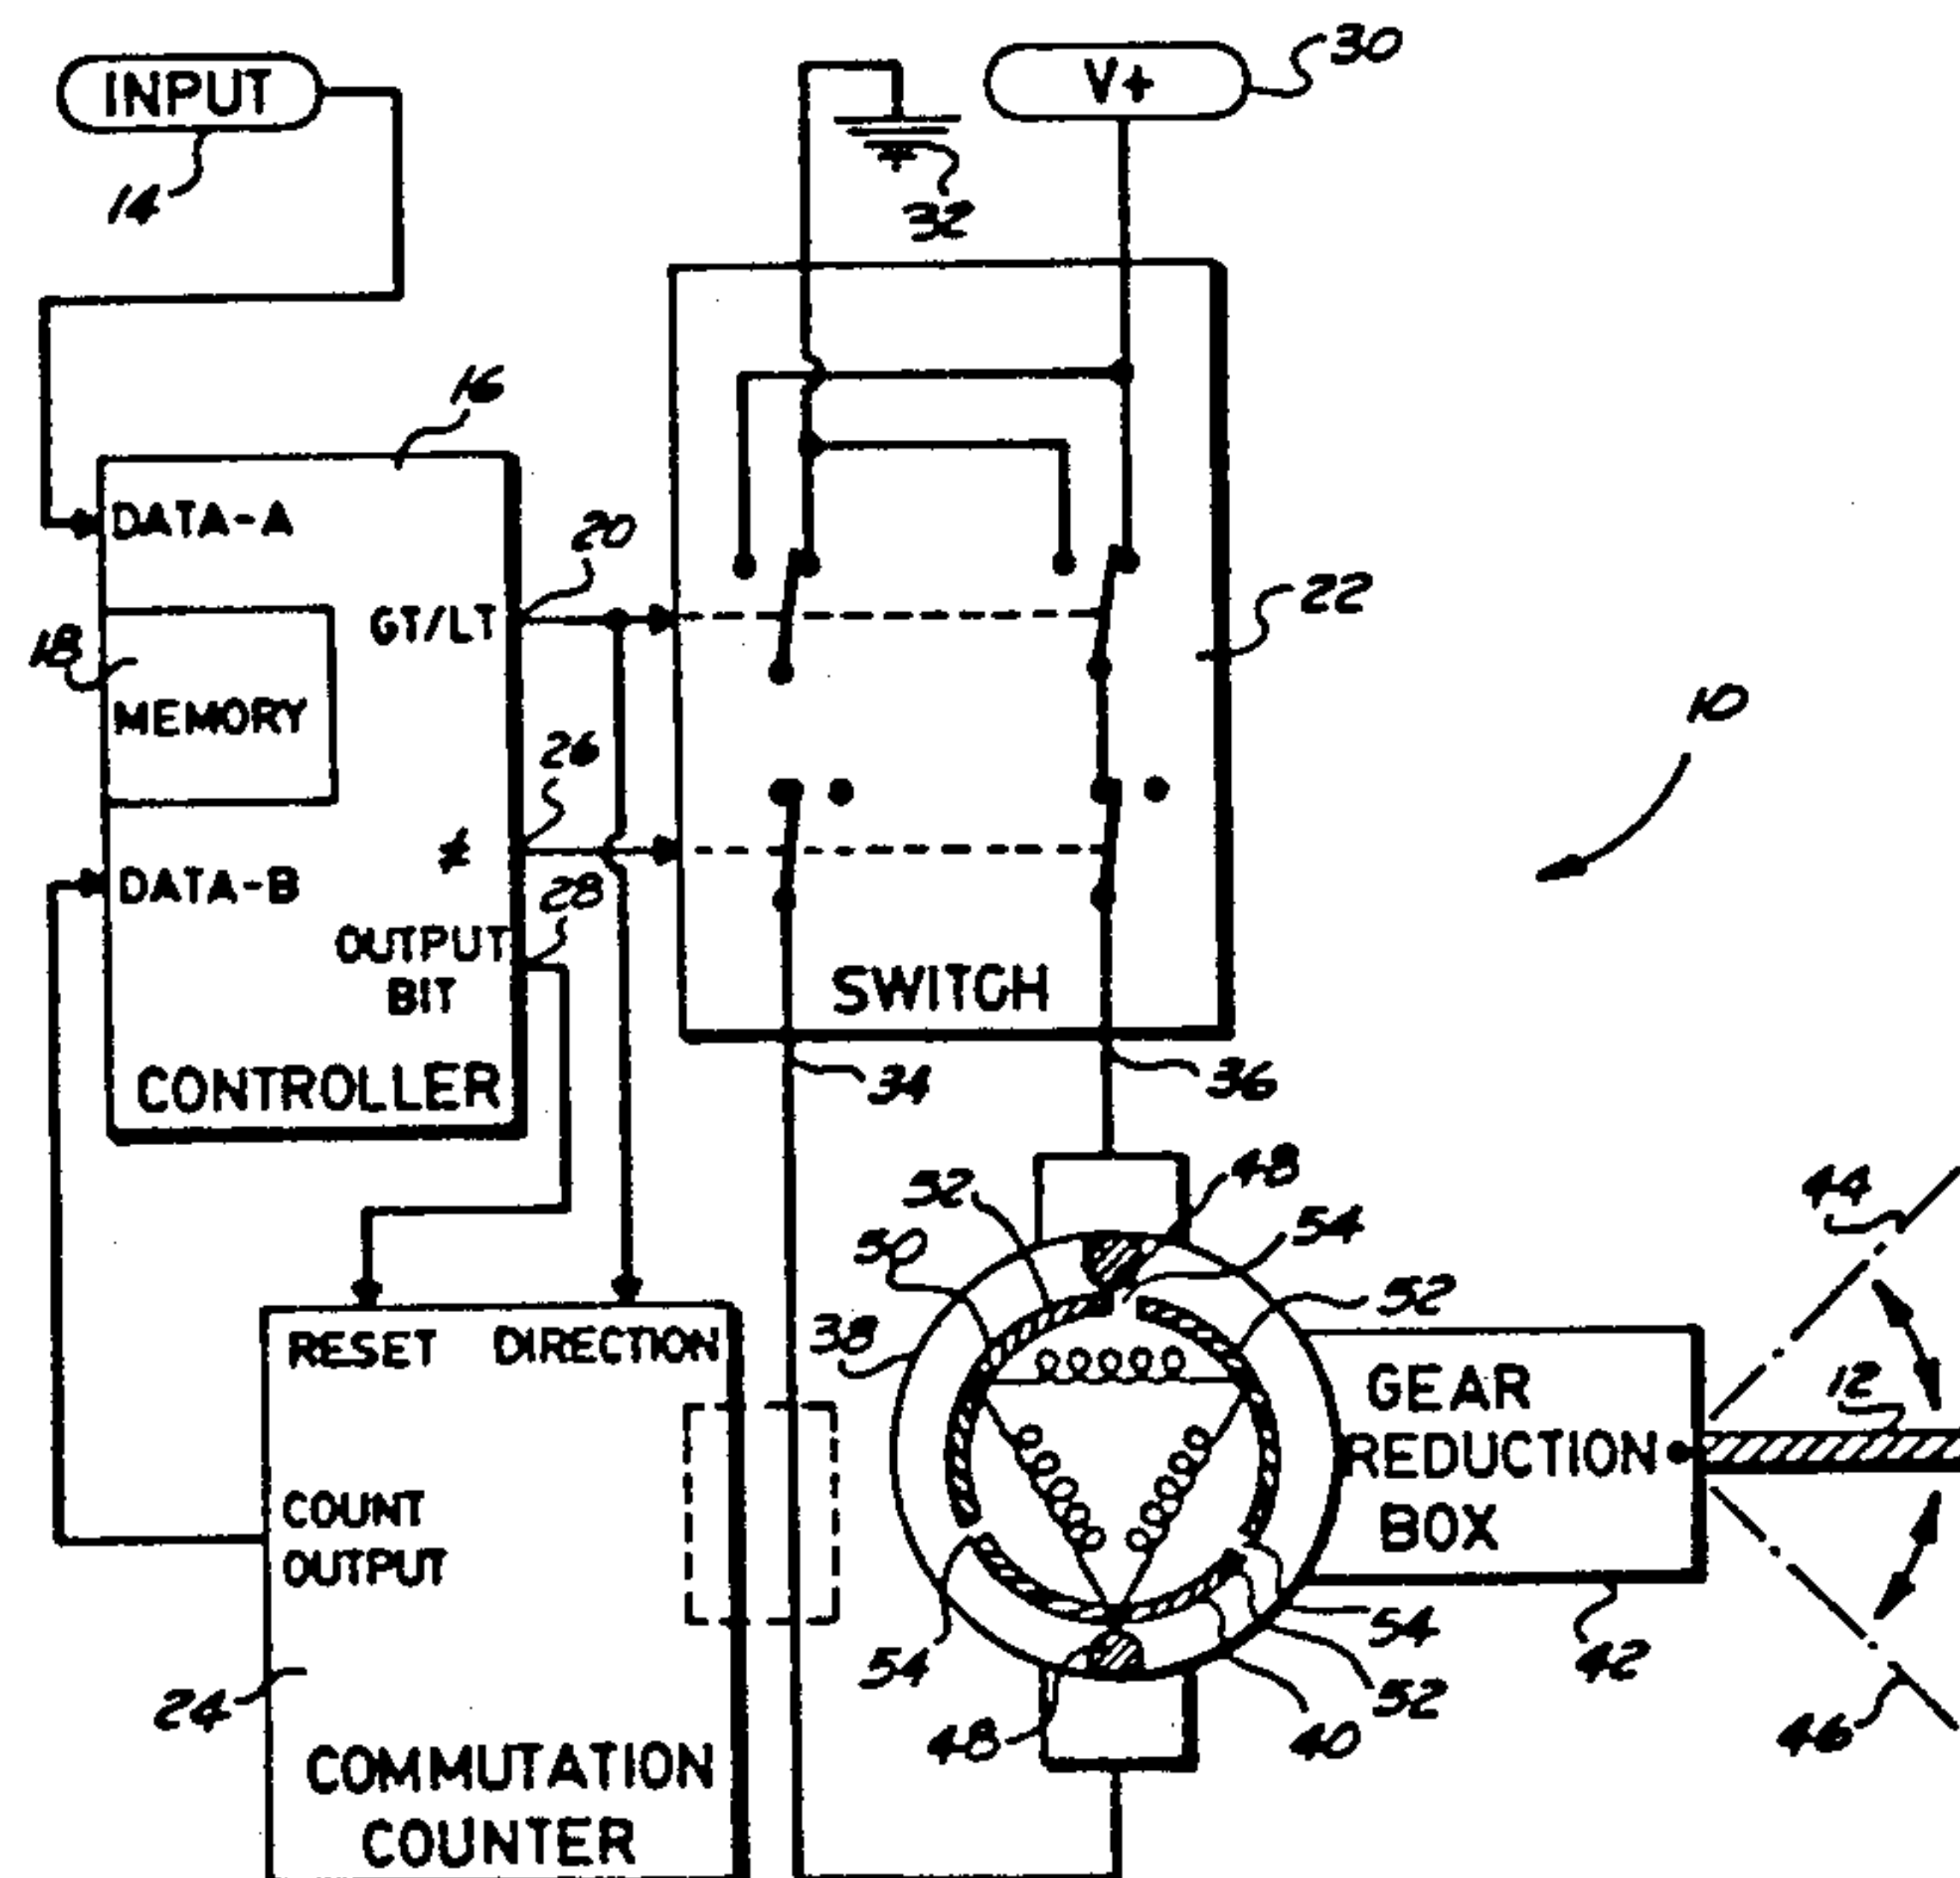 INPUT
V+
30
14
32
16
DATA-A
20
GT/LT
22
18
MEMORY
10
26
≠
DATA-B
28
OUTPUT
BIT
SWITCH
CONTROLLER
34
36
52
48
44
50
54
52
RESET
DIRECTION
38
GEAR
REDUCTION
BOX
12
COUNT
OUTPUT
54
54
42
24
48
40
52
46
COMMUTATION
COUNTER